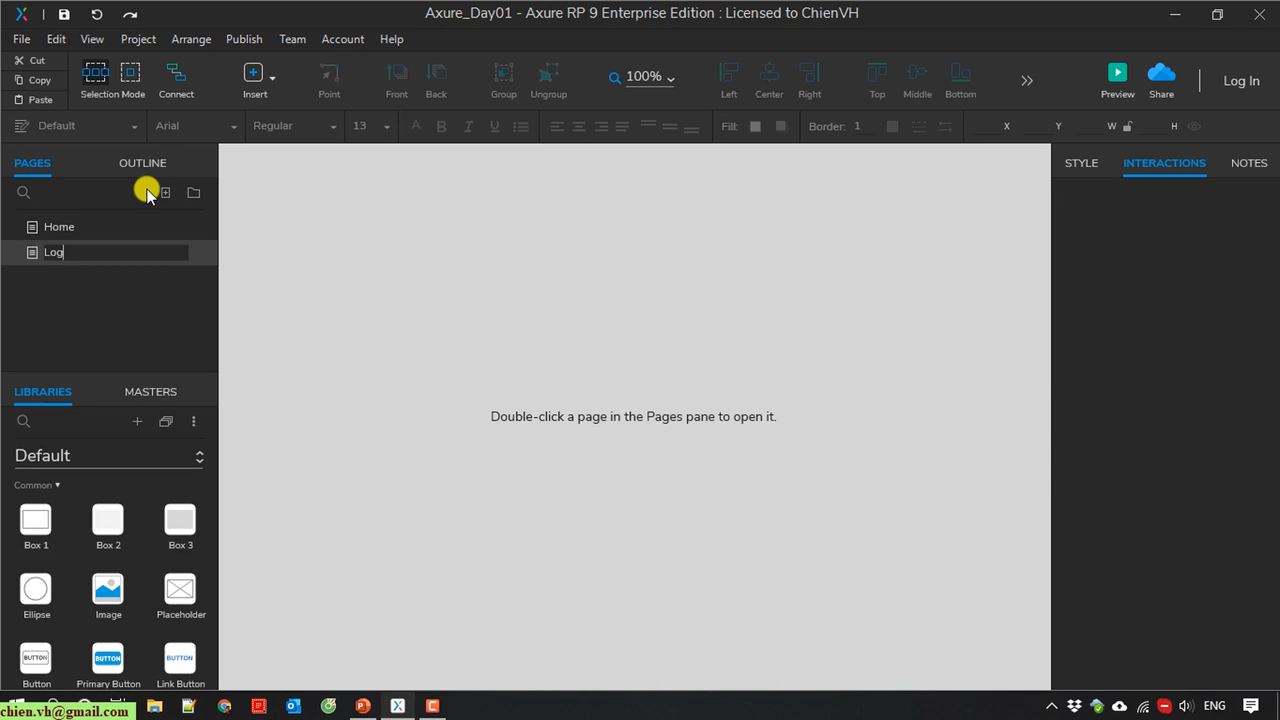 Axure_Day01 - Axure RP 9 Enterprise Edition : Licensed to ChienVH
File Edit View Project Arrange Publish Team Account Help
Cut
Copy
Paste
Selection Mode Connect Insert Point Front Back Group Ungroup 100% Left Center Right Top Middle Bottom Preview Share Log In
Default Arial Regular 13 Fill: Border: 1 X Y W H
PAGES OUTLINE STYLE INTERACTIONS NOTES
Home
Log
Double-click a page in the Pages pane to open it.
LIBRARIES MASTERS
Default
Common
Box 1 Box 2 Box 3
Ellipse Image Placeholder
BUTTON BUTTON BUTTON
Button Primary Button Link Button
chien.vh@gmail.com
ENG